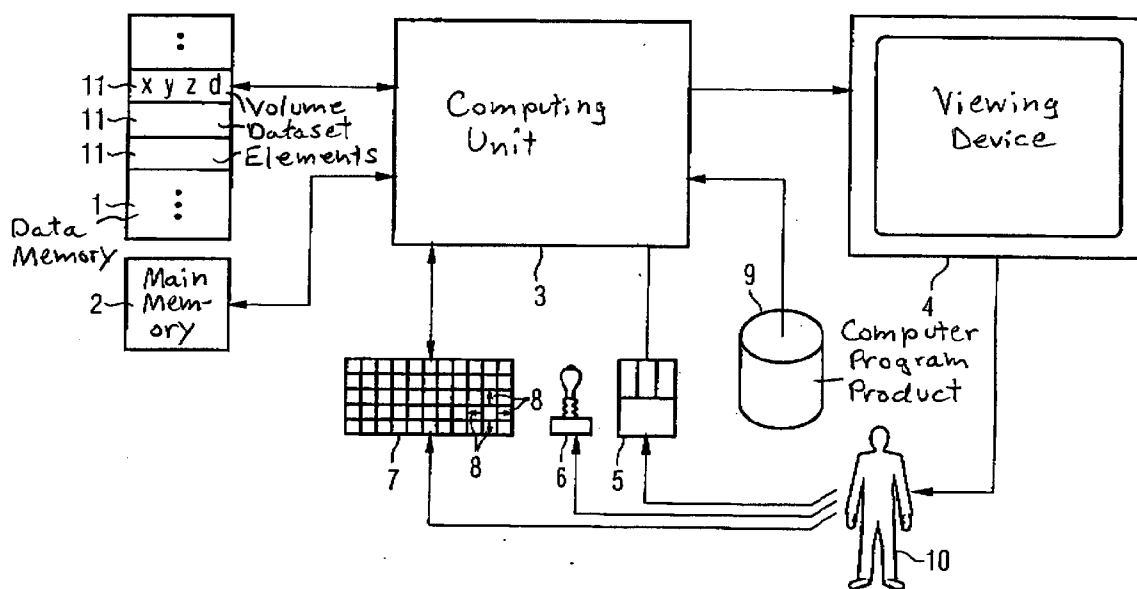 11
x y z d
Volume
11
Dataset
11
Elements
1
Data
Memory
2
Main
Mem-
ory
Computing
Unit
3
Viewing
Device
4
9
Computer
Program
Product
8
8
7
6
5
10